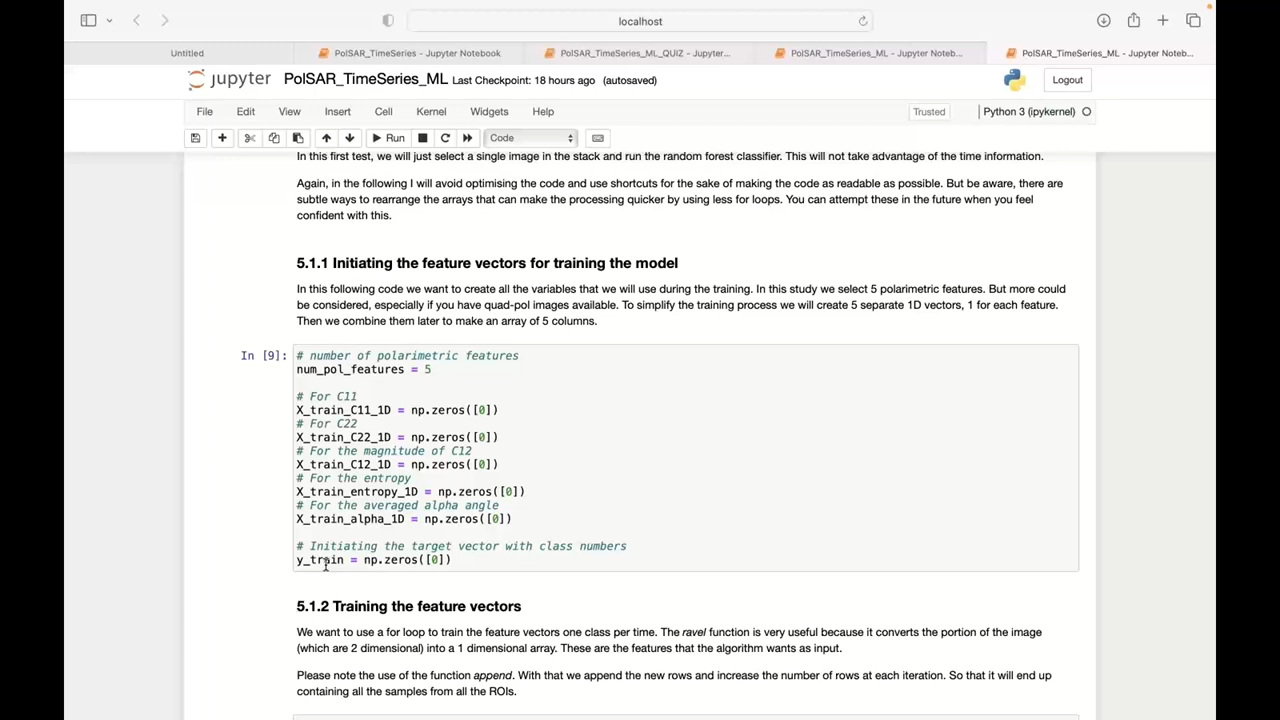 localhost
Untitled
PolSAR_TimeSeries - Jupyter Notebook
PolSAR_TimeSeries_ML_QUIZ - Jupyter...
PolSAR_TimeSeries_ML - Jupyter Noteb...
PolSAR_TimeSeries_ML - Jupyter Noteb...
jupyter PolSAR_TimeSeries_ML Last Checkpoint: 18 hours ago (autosaved)
Logout
File Edit View Insert Cell Kernel Widgets Help
Trusted
Python 3 (ipykernel)
Run
Code
In this first test, we will just select a single image in the stack and run the random forest classifier. This will not take advantage of the time information.
Again, in the following I will avoid optimising the code and use shortcuts for the sake of making the code as readable as possible. But be aware, there are
subtle ways to rearrange the arrays that can make the processing quicker by using less for loops. You can attempt these in the future when you feel
confident with this.
5.1.1 Initiating the feature vectors for training the model
In this following code we want to create all the variables that we will use during the training. In this study we select 5 polarimetric features. But more could
be considered, especially if you have quad-pol images available. To simplify the training process we will create 5 separate 1D vectors, 1 for each feature.
Then we combine them later to make an array of 5 columns.
In [9]:
# number of polarimetric features
num_pol_features = 5
# For C11
X_train_C11_1D = np.zeros([0])
# For C22
X_train_C22_1D = np.zeros([0])
# For the magnitude of C12
X_train_C12_1D = np.zeros([0])
# For the entropy
X_train_entropy_1D = np.zeros([0])
# For the averaged alpha angle
X_train_alpha_1D = np.zeros([0])
# Initiating the target vector with class numbers
y_train = np.zeros([0])
5.1.2 Training the feature vectors
We want to use a for loop to train the feature vectors one class per time. The ravel function is very useful because it converts the portion of the image
(which are 2 dimensional) into a 1 dimensional array. These are the features that the algorithm wants as input.
Please note the use of the function append. With that we append the new rows and increase the number of rows at each iteration. So that it will end up
containing all the samples from all the ROIs.